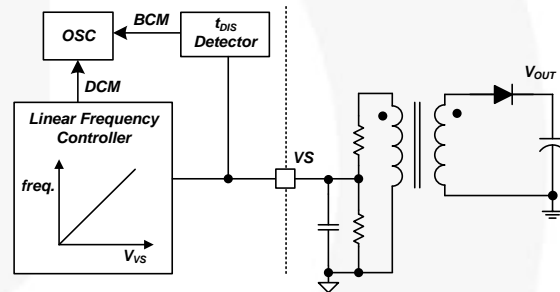 OSC
BCM
tDIS
Detector
DCM
Linear Frequency
Controller
freq.
VVS
VS
VOUT